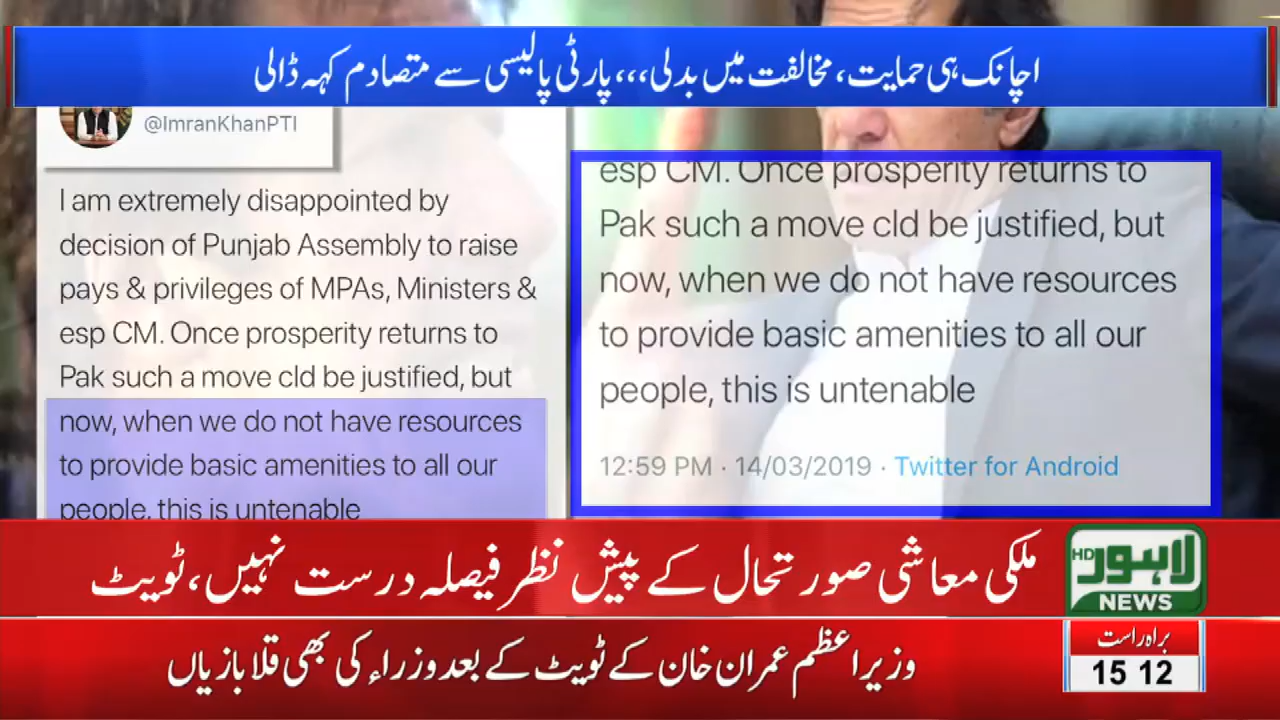 اچانک ہی حمایت، مخالفت میں بدلی،،،پارٹی پالیسی سے متصادم کہہ ڈالی
@ImranKhanPTI
I am extremely disappointed by
decision of Punjab Assembly to raise
pays & privileges of MPAs, Ministers &
esp CM. Once prosperity returns to
Pak such a move cld be justified, but
now, when we do not have resources
to provide basic amenities to all our
people, this is untenable
esp CM. Once prosperity returns to
Pak such a move cld be justified, but
now, when we do not have resources
to provide basic amenities to all our
people, this is untenable
12:59 PM · 14/03/2019 · Twitter for Android
ملکی معاشی صورتحال کے پیش نظر فیصلہ درست نہیں، ٹویٹ
HD لاہور
NEWS
وزیراعظم عمران خان کے ٹویٹ کے بعد وزراء کی بھی قلابازیاں
براہ راست
15 12